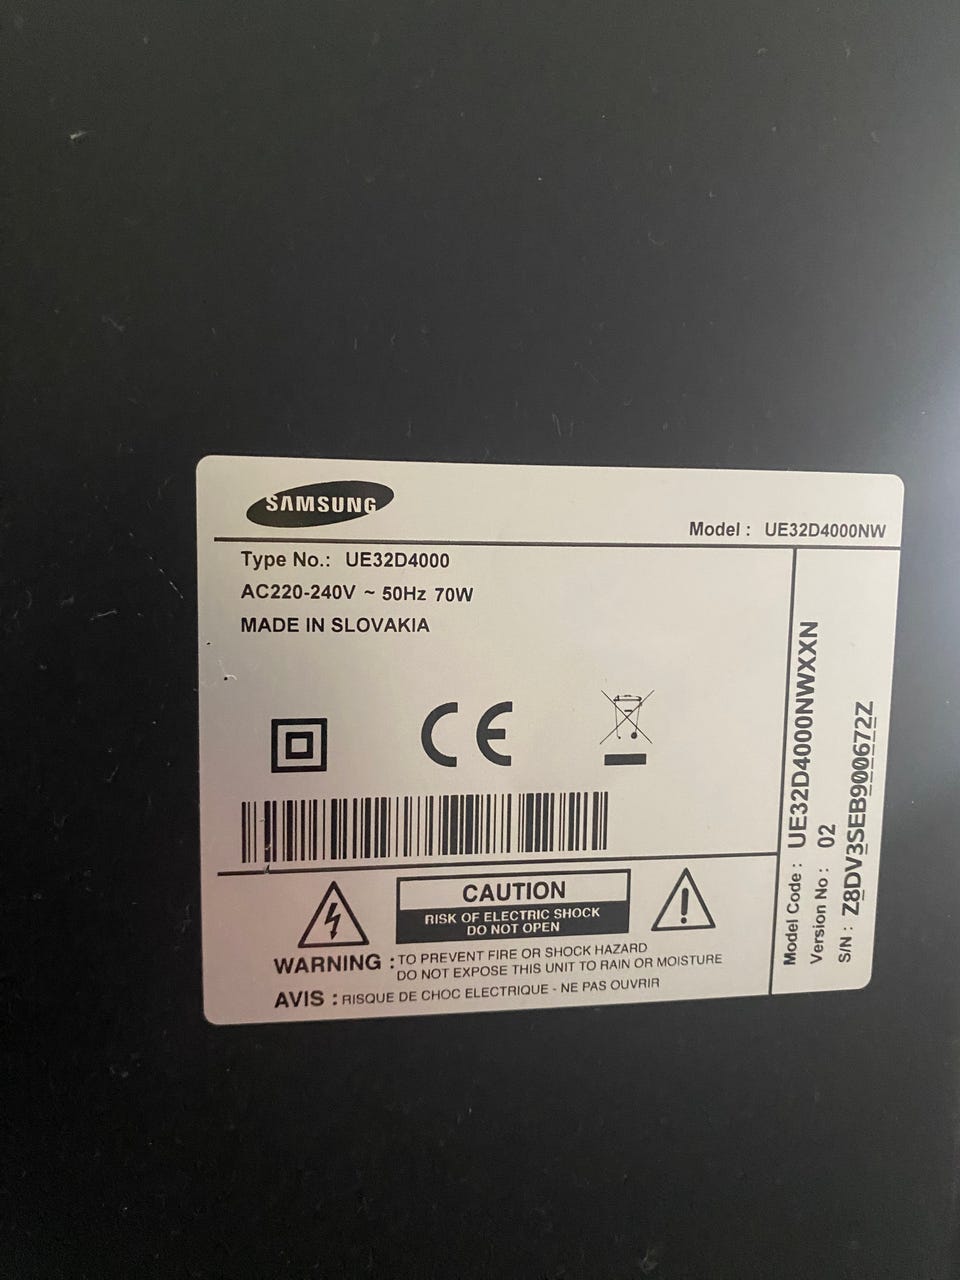 SAMSUNG
Model : UE32D4000NW
Type No.: UE32D4000
AC220-240V ~ 50Hz 70W
MADE IN SLOVAKIA
CE
CAUTION
RISK OF ELECTRIC SHOCK
DO NOT OPEN
WARNING : TO PREVENT FIRE OR SHOCK HAZARD
DO NOT EXPOSE THIS UNIT TO RAIN OR MOISTURE
AVIS : RISQUE DE CHOC ELECTRIQUE - NE PAS OUVRIR
Model Code : UE32D4000NWXXN
Version No : 02
S/N : Z8DV3SEB900672Z